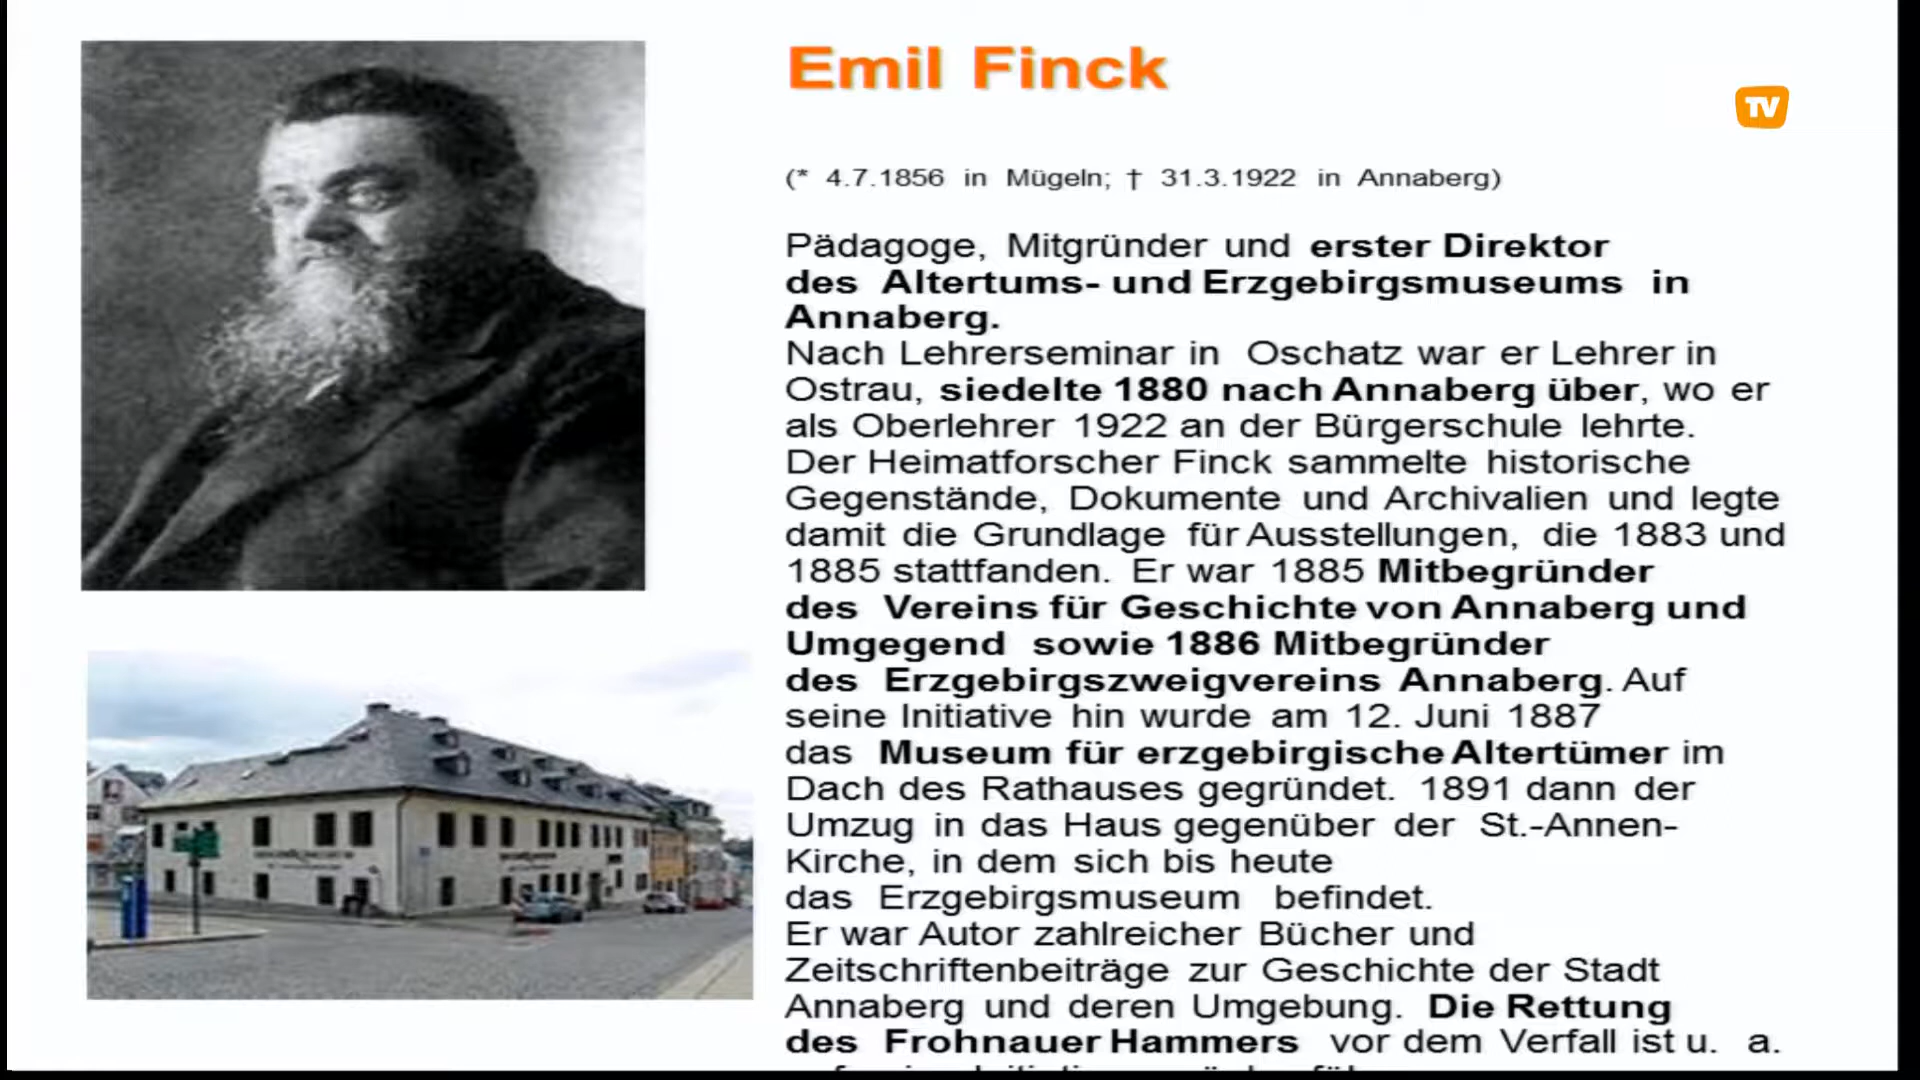 Emil Finck
TV
(* 4.7.1856 in Mügeln; † 31.3.1922 in Annaberg)
Pädagoge, Mitgründer und erster Direktor
des Altertums- und Erzgebirgsmuseums in
Annaberg.
Nach Lehrerseminar in Oschatz war er Lehrer in
Ostrau, siedelte 1880 nach Annaberg über, wo er
als Oberlehrer 1922 an der Bürgerschule lehrte.
Der Heimatforscher Finck sammelte historische
Gegenstände, Dokumente und Archivalien und legte
damit die Grundlage für Ausstellungen, die 1883 und
1885 stattfanden. Er war 1885 Mitbegründer
des Vereins für Geschichte von Annaberg und
Umgegend sowie 1886 Mitbegründer
des Erzgebirgszweigvereins Annaberg. Auf
seine Initiative hin wurde am 12. Juni 1887
das Museum für erzgebirgische Altertümer im
Dach des Rathauses gegründet. 1891 dann der
Umzug in das Haus gegenüber der St.-Annen-
Kirche, in dem sich bis heute
das Erzgebirgsmuseum befindet.
Er war Autor zahlreicher Bücher und
Zeitschriftenbeiträge zur Geschichte der Stadt
Annaberg und deren Umgebung. Die Rettung
des Frohnauer Hammers vor dem Verfall ist u. a.